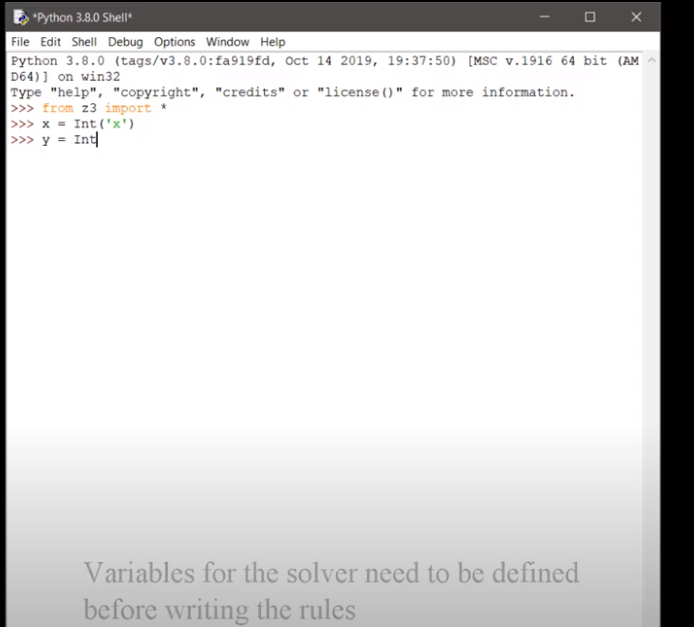 *Python 3.8.0 Shell*
File Edit Shell Debug Options Window Help
Python 3.8.0 (tags/v3.8.0:fa919fd, Oct 14 2019, 19:37:50) [MSC v.1916 64 bit (AM
D64)] on win32
Type "help", "copyright", "credits" or "license()" for more information.
>>> from z3 import *
>>> x = Int('x')
>>> y = Int
Variables for the solver need to be defined
before writing the rules